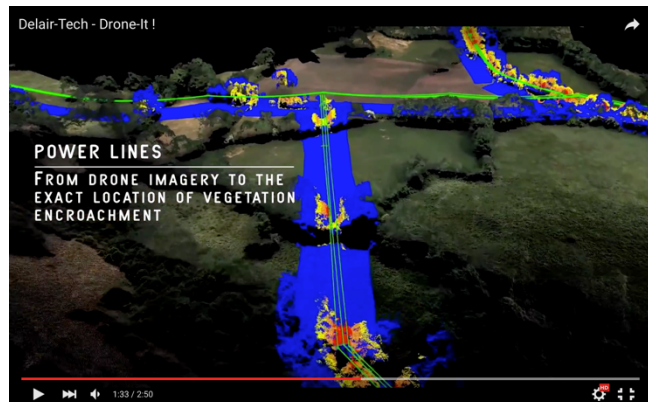 Delair-Tech - Drone-It !
POWER LINES
FROM DRONE IMAGERY TO THE
EXACT LOCATION OF VEGETATION
ENCROACHMENT
1:33 / 2:50
HD